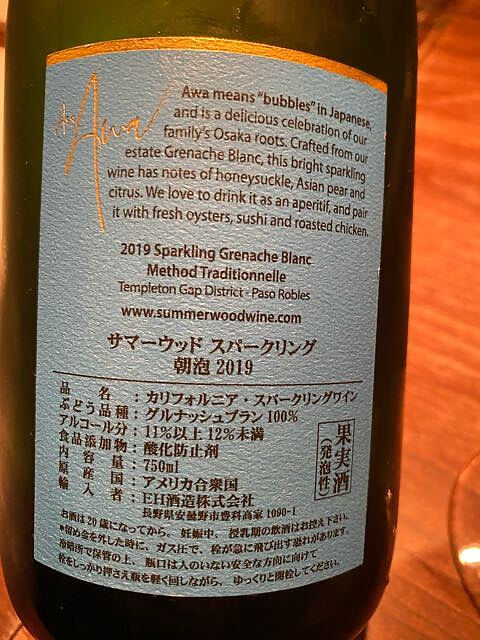 Awa
Awa means "bubbles" in Japanese,
and is a delicious celebration of our
family's Osaka roots. Crafted from our
estate Grenache Blanc, this bright sparkling
wine has notes of honeysuckle, Asian pear and
citrus. We love to drink it as an aperitif, and pair
it with fresh oysters, sushi and roasted chicken.
2019 Sparkling Grenache Blanc
Method Traditionnelle
Templeton Gap District - Paso Robles
www.summerwoodwine.com
サマーウッド スパークリング
朝泡 2019
品名：カリフォルニア・スパークリングワイン
ぶどう品種：グルナッシュブラン 100%
アルコール分：11%以上 12%未満
食品添加物：酸化防止剤
内容量：750ml
原産国：アメリカ合衆国
輸入者：EH酒造株式会社
長野県安曇野市豊科高家 1090-1
果実酒
（発泡性）
お酒は20歳になってから。妊娠中、授乳期の飲酒はお控え下さい。
※留め金を外した時に、ガス圧で、栓が急に飛び出す恐れがあります。
冷暗所で保管の上、瓶口は人のいない安全な方向に向けて
栓をしっかり押さえ瓶を軽く回しながら、ゆっくりと開栓してください。